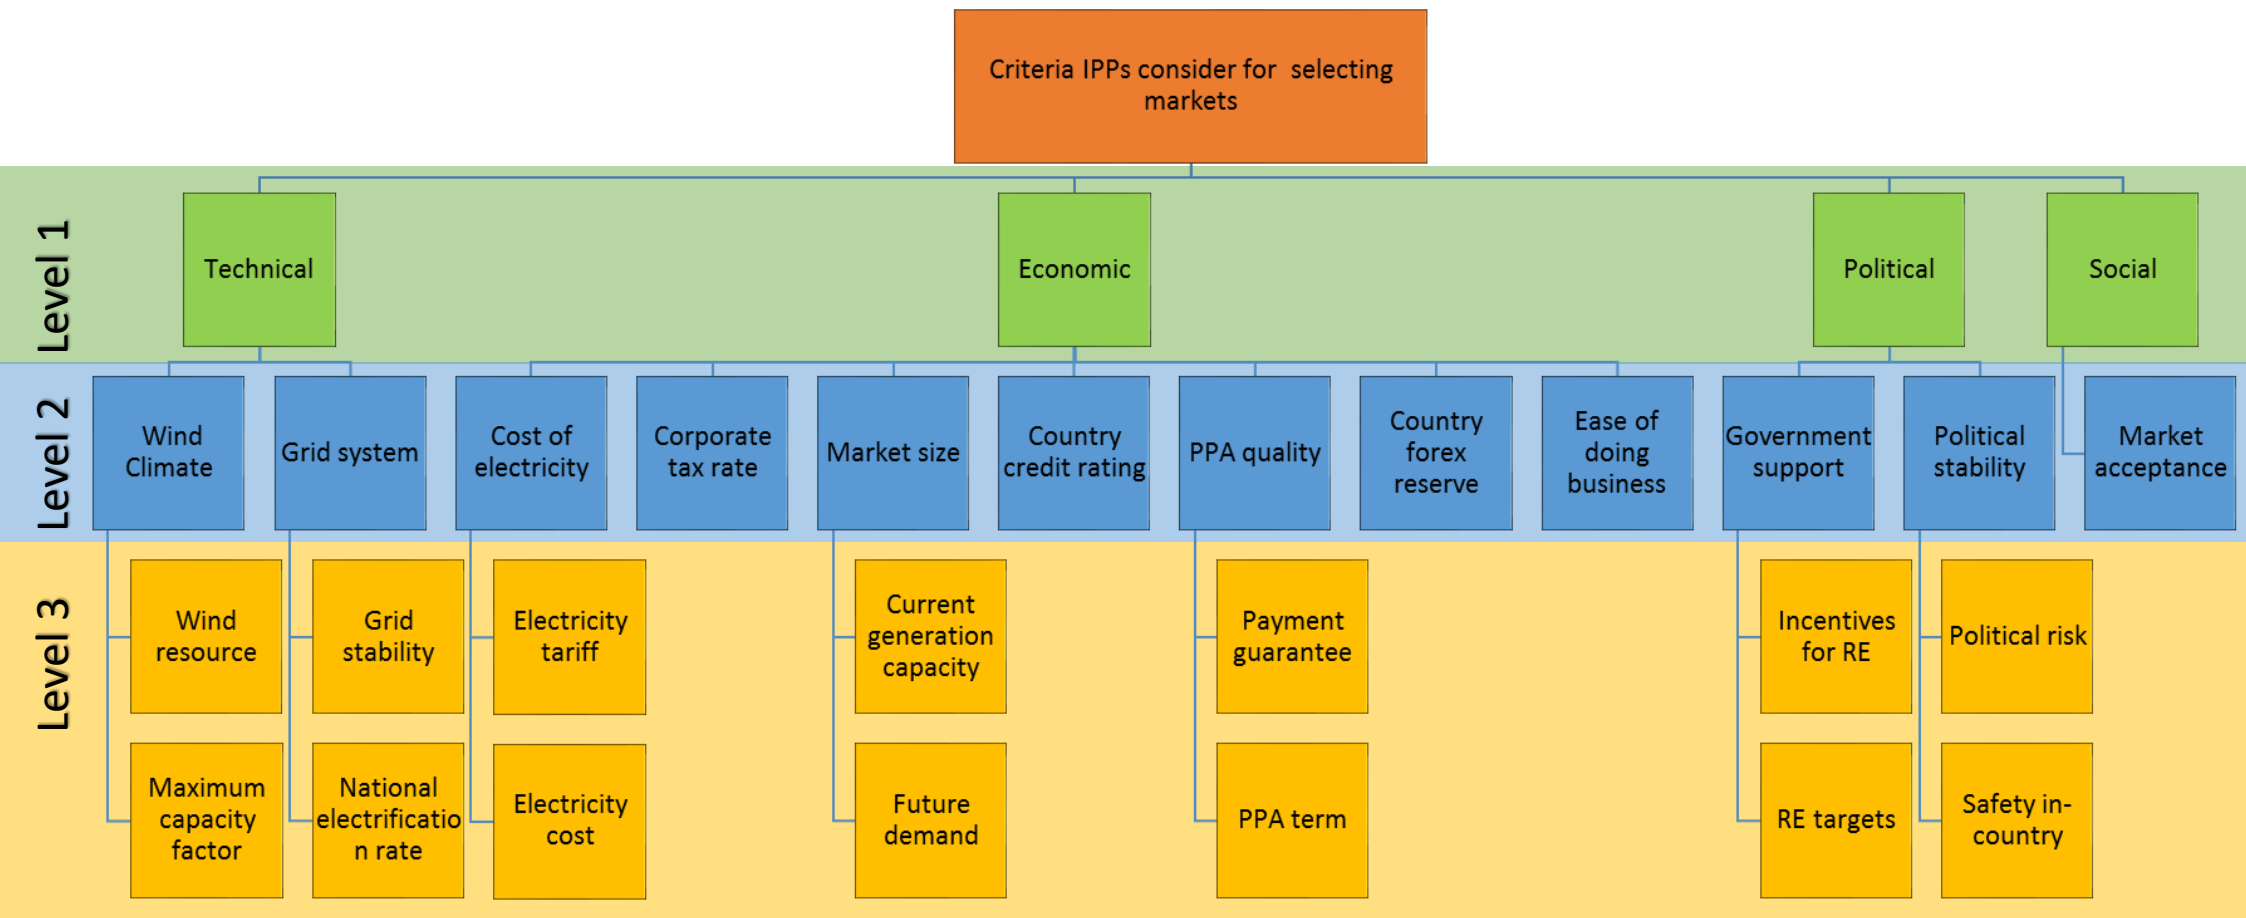 Criteria IPPs consider for  selecting
markets
Level 1
Technical
Economic
Political
Social
Level 2
Wind
Climate
Grid system
Cost of
electricity
Corporate
tax rate
Market size
Country
credit rating
PPA quality
Country
forex
reserve
Ease of
doing
business
Government
support
Political
stability
Market
acceptance
Level 3
Wind
resource
Grid
stability
Electricity
tariff
Current
generation
capacity
Payment
guarantee
Incentives
for RE
Political risk
Maximum
capacity
factor
National
electrificatio
n rate
Electricity
cost
Future
demand
PPA term
RE targets
Safety in-
country